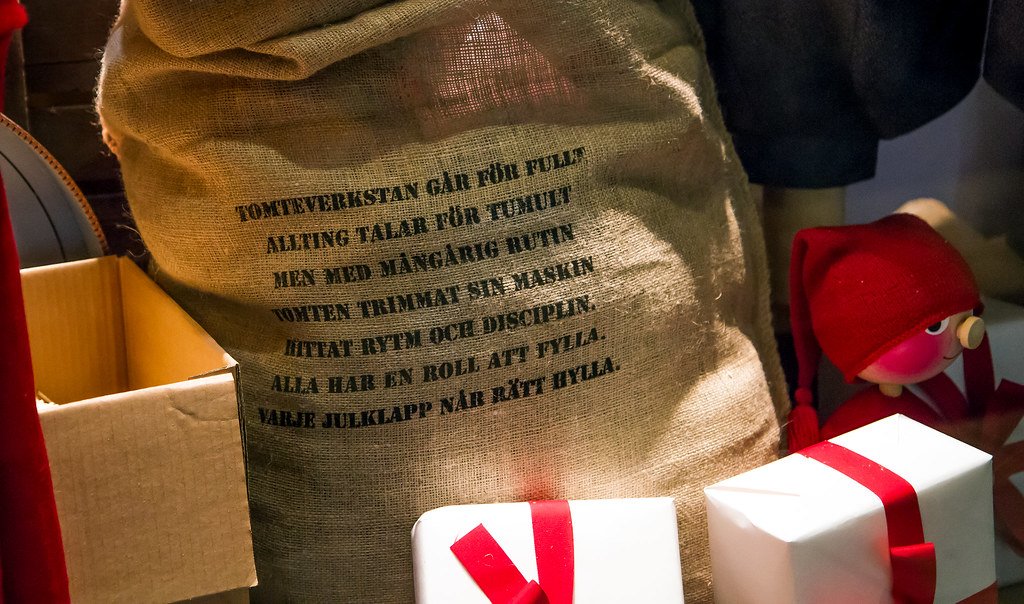 TOMTEVERKSTAN GÅR FÖR FULLT
ALLTING TALAR FÖR TUMULT
MEN MED MÅNGÅRIG RUTIN
TOMTEN TRIMMAT SIN MASKIN
HITTAT RYTM OCH DISCIPLIN.
ALLA HAR EN ROLL ATT FYLLA.
VARJE JULKLAPP NÅR RÄTT HYLLA.